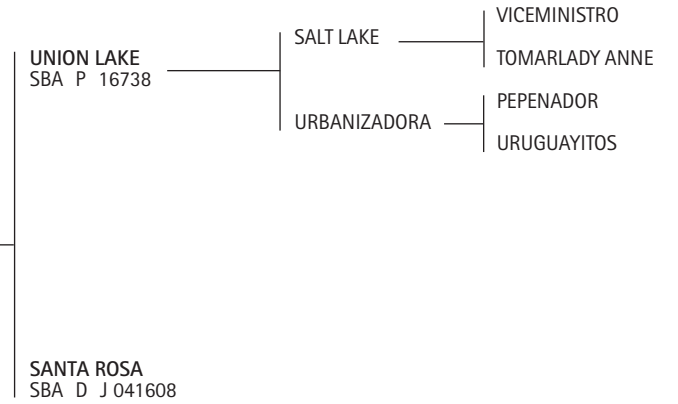 VICEMINISTRO
SALT LAKE
TOMARLADY ANNE
UNION LAKE
SBA P 16738
PEPENADOR
URBANIZADORA
URUGUAYITOS
SANTA ROSA
SBA D J 041608